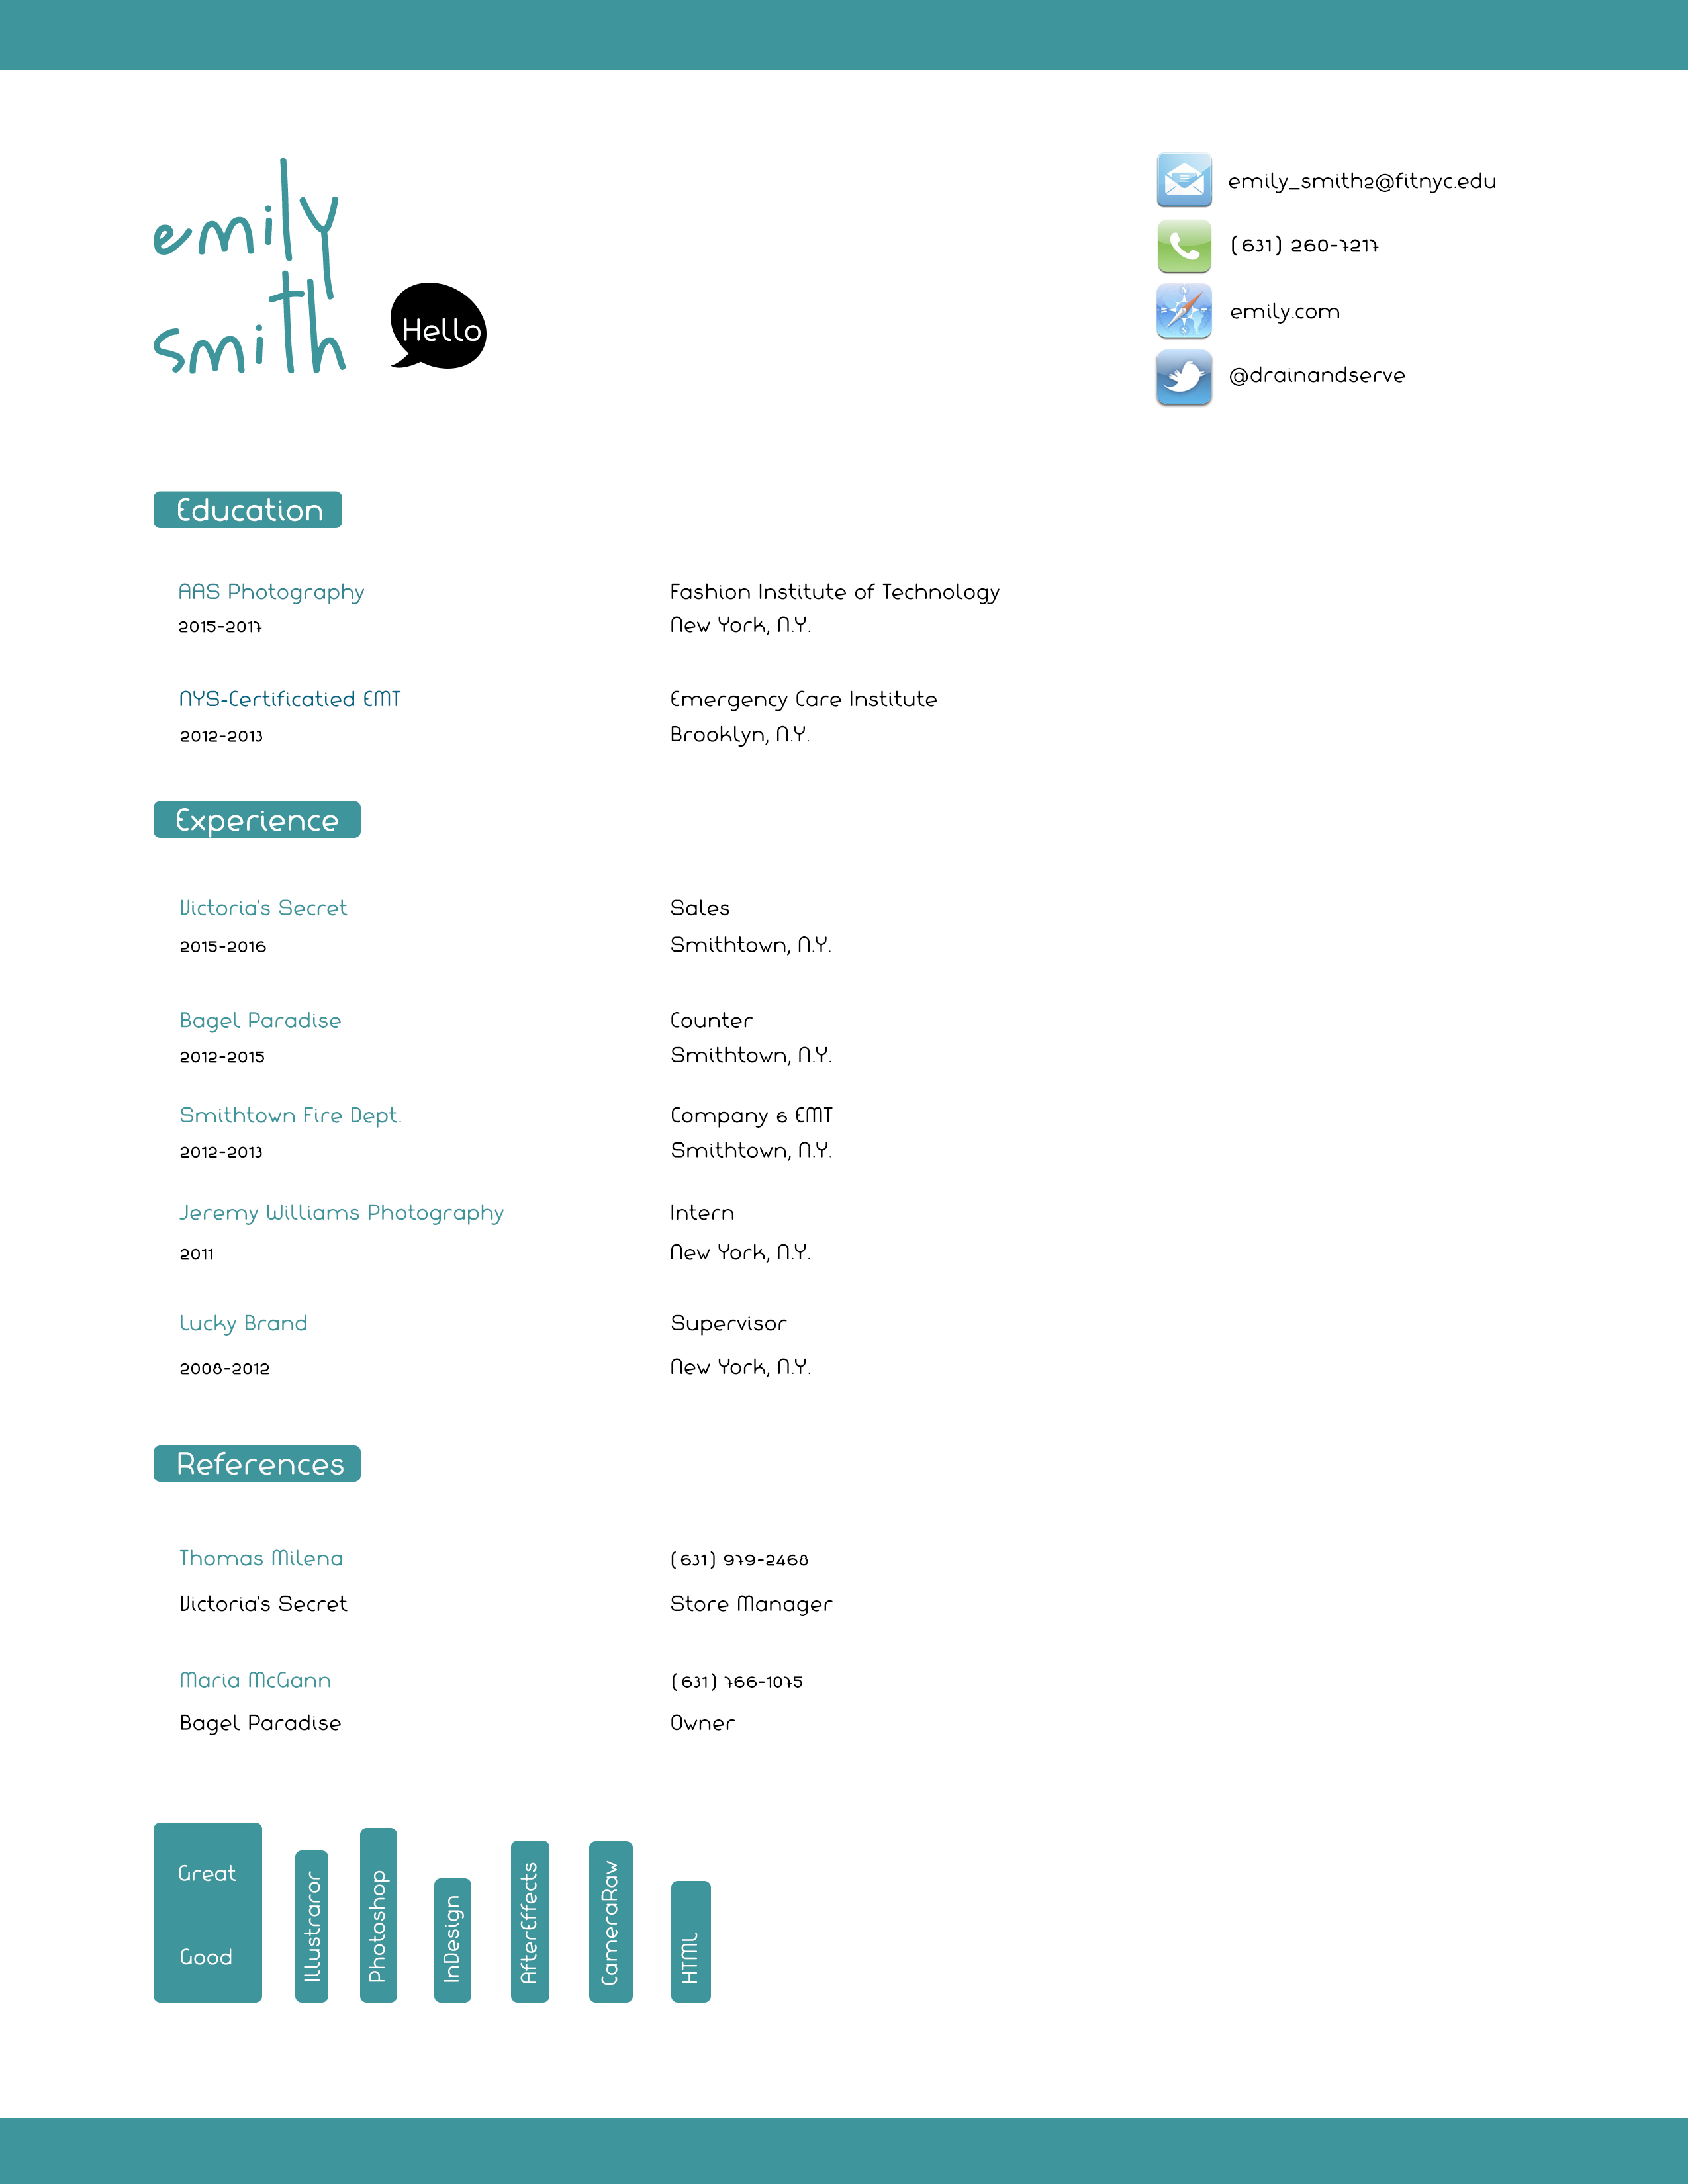 emily
smith
Hello
emily_smith2@fitnyc.edu
(631) 260-7217
emily.com
@drainandserve
Education
AAS Photography
Fashion Institute of Technology
2015-2017
New York, N.Y.
NYS-Certificatied EMT
Emergency Care Institute
2012-2013
Brooklyn, N.Y.
Experience
Victoria's Secret
Sales
2015-2016
Smithtown, N.Y.
Bagel Paradise
Counter
2012-2015
Smithtown, N.Y.
Smithtown Fire Dept.
Company 6 EMT
2012-2013
Smithtown, N.Y.
Jeremy Williams Photography
Intern
2011
New York, N.Y.
Lucky Brand
Supervisor
2008-2012
New York, N.Y.
References
Thomas Milena
(631) 979-2468
Victoria's Secret
Store Manager
Maria McGann
(631) 766-1075
Bagel Paradise
Owner
Great
Good
Illustraror
Photoshop
InDesign
AfterEffects
CameraRaw
HTML